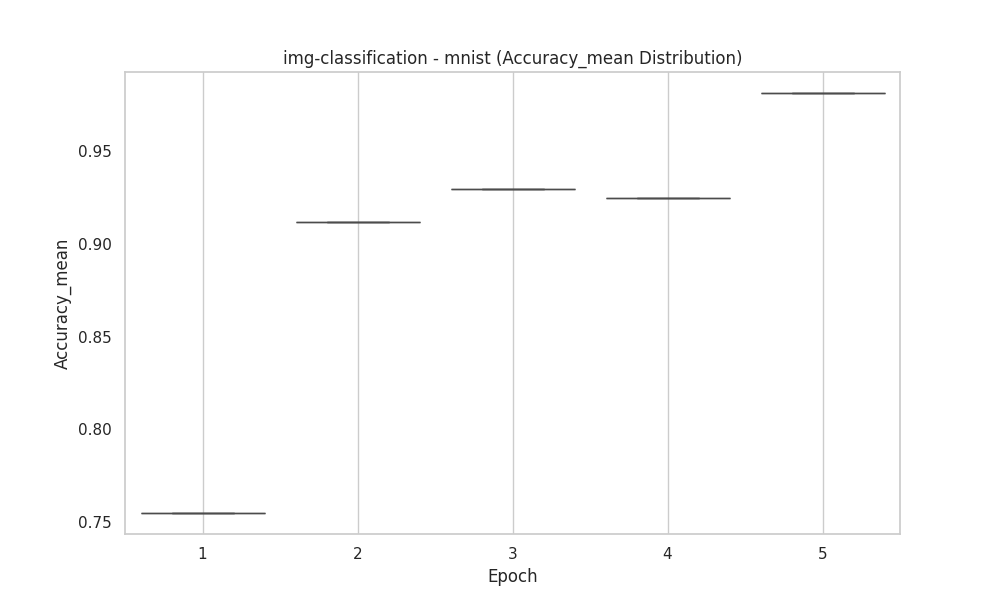 img-classification - mnist (Accuracy_mean Distribution)
Accuracy_mean
0.95
0.90
0.85
0.80
0.75
1 2 3 4 5
Epoch